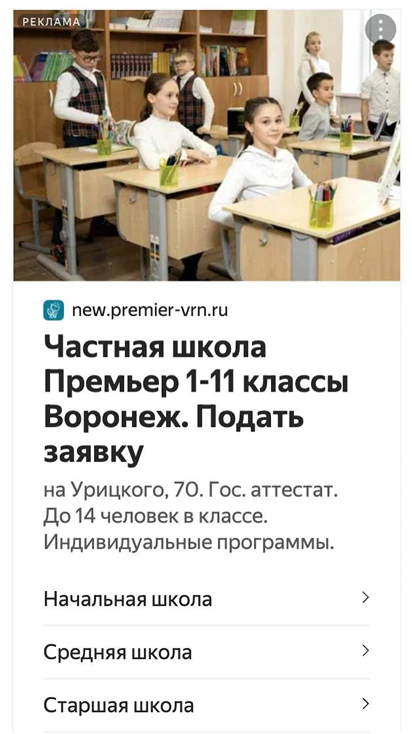 РЕКЛАМА
new.premier-vrn.ru
Частная школа
Премьер 1-11 классы
Воронеж. Подать
заявку
на Урицкого, 70. Гос. аттестат.
До 14 человек в классе.
Индивидуальные программы.
Начальная школа
Средняя школа
Старшая школа